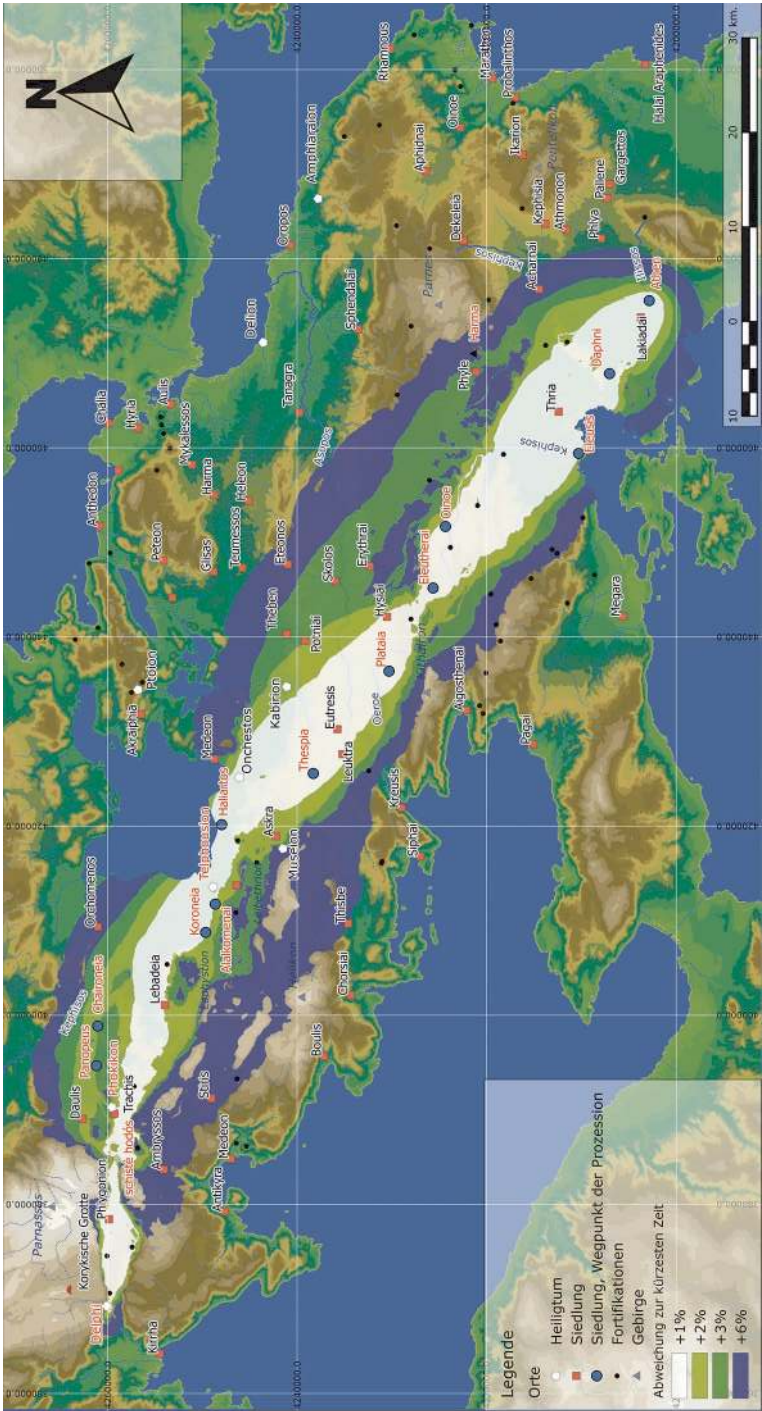 N
Parnassos
Korykische Grotte
Delphi
Kirrha
Phlygonion
Daulis
Panopeus
Chaironeia
Kephisos
Phokikon
Trachis
schiste hodós
Ambryssos
Antikyra
Medeon
Stiris
Boulis
Chorsiai
Thisbe
Lebadeia
Orchomenos
Koroneia
Alalkomenai
Telphousion
Haliartos
Onchestos
Medeon
Askra
Museion
Siphai
Kreusis
Thespia
Leuktra
Eutresis
Kabirion
Akraiphia
Ptoion
Theben
Potniai
Plataia
Oeroë
Hysiai
Aigosthenai
Pagai
Megara
Skolos
Erythrai
Eteonos
Eleutherai
Oinoe
Anthedon
Peteon
Glisas
Teumessos
Heleon
Harma
Mykalessos
Chalia
Hyria
Aulis
Tanagra
Asopos
Delion
Oropos
Amphiaraion
Sphendalai
Parnes
Phyle
Harma
Thria
Kephisos
Eleusis
Daphni
Lakiadai
Athen
Ilissos
Acharnai
Kephisos
Dekeleia
Aphidnai
Rhamnous
Oinoe
Marathon
Probalinthos
Ikarion
Kephisia
Athmonon
Phlya
Pallene
Gargettos
Halai Araphenides
Legende
Orte
Heiligtum
Siedlung
Siedlung, Wegpunkt der Prozession
Fortifikationen
Gebirge
Abweichung zur kürzesten Zeit
+1%
+2%
+3%
+6%
10 0 10 20 30 km.